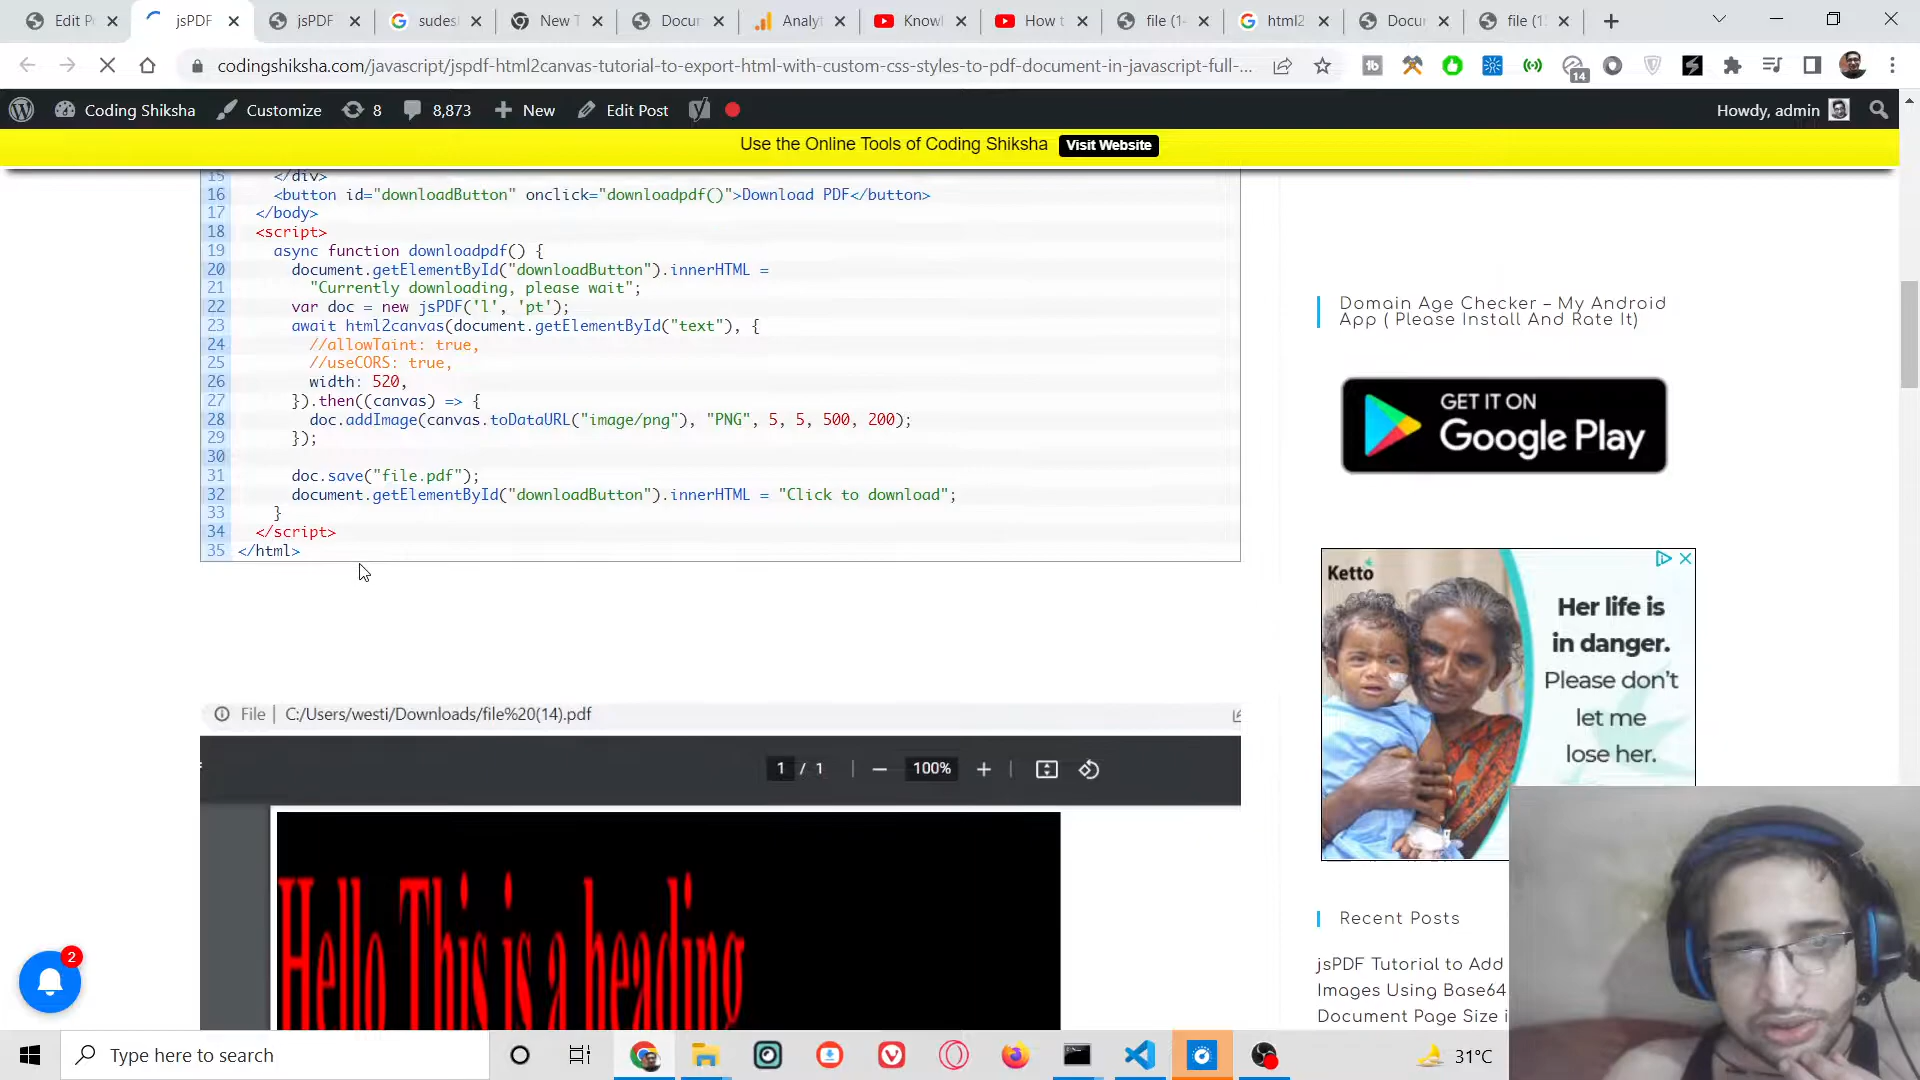 Edit Po
jsPDF
jsPDF
sudes
New T
Docum
Analyt
Knowl
How t
file (1-
html2
Docur
file (1
codingshiksha.com/javascript/jspdf-html2canvas-tutorial-to-export-html-with-custom-css-styles-to-pdf-document-in-javascript-full-...
14
Coding Shiksha
Customize
8
8,873
New
Edit Post
Howdy, admin
Use the Online Tools of Coding Shiksha
Visit Website
15 </div>
16 <button id="downloadButton" onclick="downloadpdf()">Download PDF</button>
17 </body>
18 <script>
19 async function downloadpdf() {
20 document.getElementById("downloadButton").innerHTML =
21 "Currently downloading, please wait";
22 var doc = new jsPDF('l', 'pt');
23 await html2canvas(document.getElementById("text"), {
24 //allowTaint: true,
25 //useCORS: true,
26 width: 520,
27 }).then((canvas) => {
28 doc.addImage(canvas.toDataURL("image/png"), "PNG", 5, 5, 500, 200);
29 });
30
31 doc.save("file.pdf");
32 document.getElementById("downloadButton").innerHTML = "Click to download";
33 }
34 </script>
35 </html>
File | C:/Users/westi/Downloads/file%20(14).pdf
1 / 1
100%
Hello This is a heading
Domain Age Checker – My Android
App ( Please Install And Rate It)
GET IT ON
Google Play
Ketto
Her life is
in danger.
Please don't
let me
lose her.
Recent Posts
jsPDF Tutorial to Add
Images Using Base64
Document Page Size i
2
Type here to search
31°C